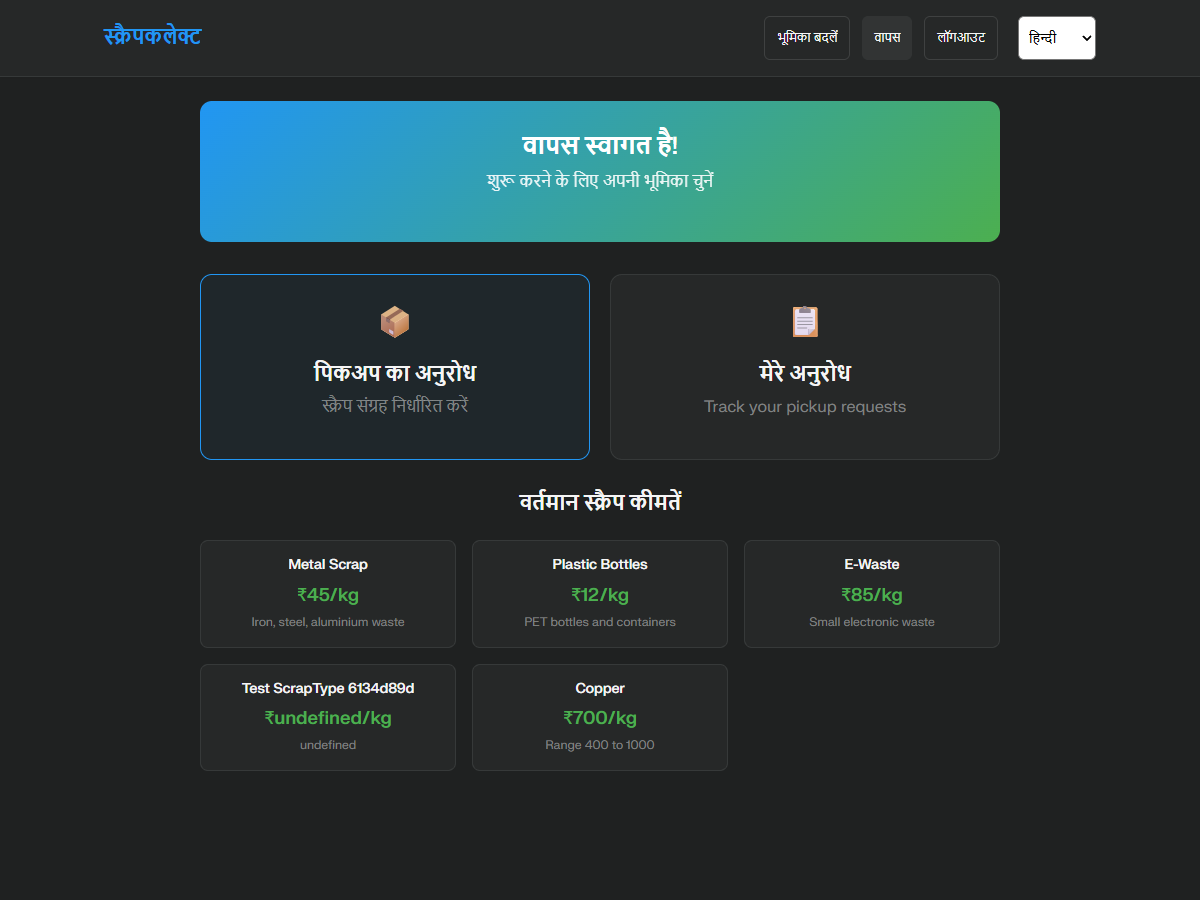 स्क्रैपकलेक्ट
भूमिका बदलें
वापस
लॉगआउट
हिन्दी
वापस स्वागत है!
शुरू करने के लिए अपनी भूमिका चुनें
पिकअप का अनुरोध
स्क्रैप संग्रह निर्धारित करें
मेरे अनुरोध
Track your pickup requests
वर्तमान स्क्रैप कीमतें
Metal Scrap
₹45/kg
Iron, steel, aluminium waste
Plastic Bottles
₹12/kg
PET bottles and containers
E-Waste
₹85/kg
Small electronic waste
Test ScrapType 6134d89d
₹undefined/kg
undefined
Copper
₹700/kg
Range 400 to 1000